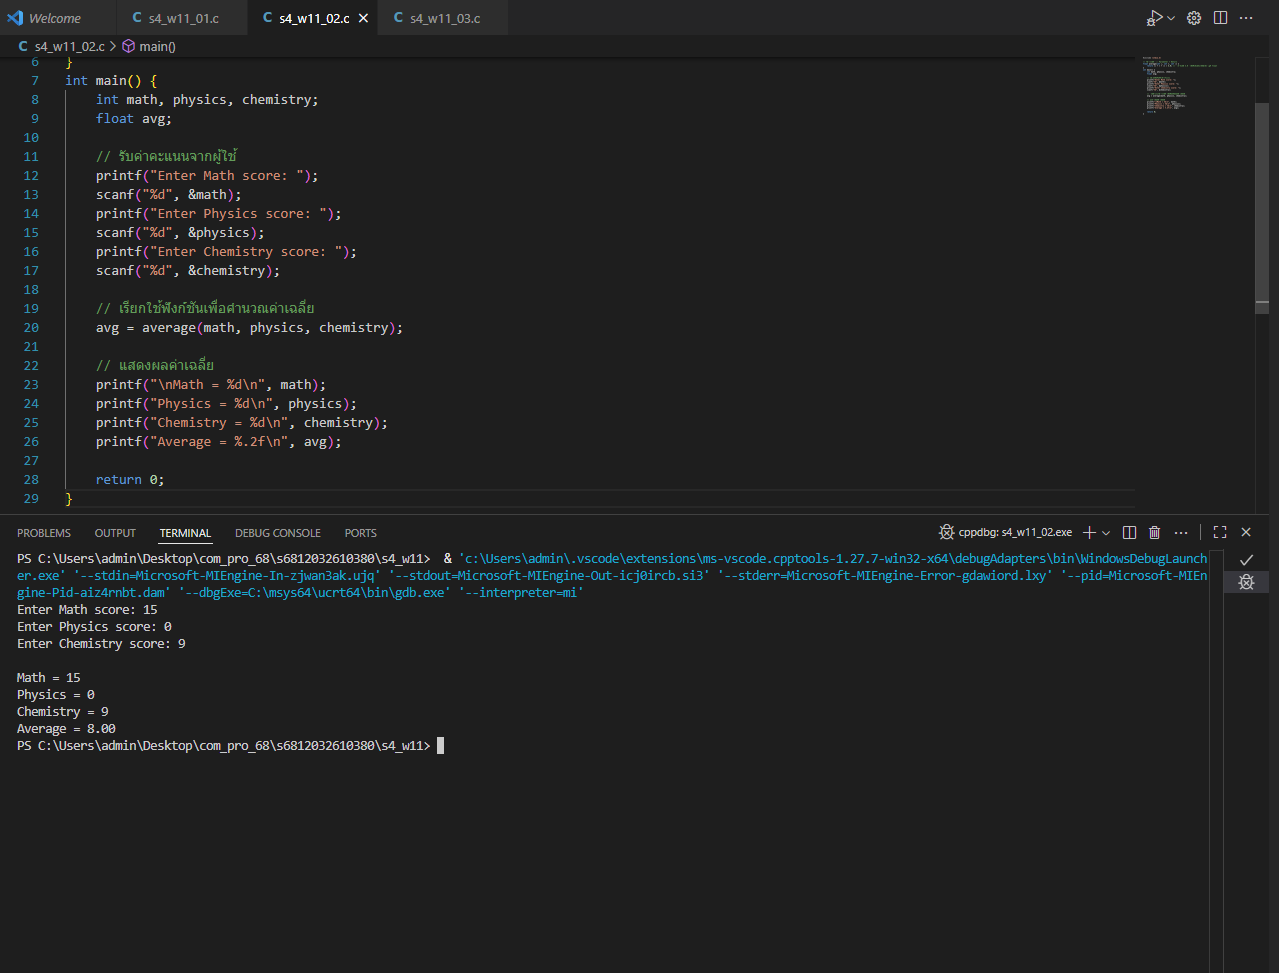 Welcome
C s4_w11_01.c
C s4_w11_02.c
C s4_w11_03.c
C s4_w11_02.c > main()
6 }
7 int main() {
8 int math, physics, chemistry;
9 float avg;
10
11 // รับค่าคะแนนจากผู้ใช้
12 printf("Enter Math score: ");
13 scanf("%d", &math);
14 printf("Enter Physics score: ");
15 scanf("%d", &physics);
16 printf("Enter Chemistry score: ");
17 scanf("%d", &chemistry);
18
19 // เรียกใช้ฟังก์ชันเพื่อคำนวณค่าเฉลี่ย
20 avg = average(math, physics, chemistry);
21
22 // แสดงผลค่าเฉลี่ย
23 printf("\nMath = %d\n", math);
24 printf("Physics = %d\n", physics);
25 printf("Chemistry = %d\n", chemistry);
26 printf("Average = %.2f\n", avg);
27
28 return 0;
29 }
PROBLEMS OUTPUT TERMINAL DEBUG CONSOLE PORTS
cppdbg: s4_w11_02.exe
PS C:\Users\admin\Desktop\com_pro_68\s6812032610380\s4_w11> & 'c:\Users\admin\.vscode\extensions\ms-vscode.cpptools-1.27.7-win32-x64\debugAdapters\bin\WindowsDebugLaunch
er.exe' '--stdin=Microsoft-MIEngine-In-zjwan3ak.ujq' '--stdout=Microsoft-MIEngine-Out-icj0ircb.si3' '--stderr=Microsoft-MIEngine-Error-gdawiord.lxy' '--pid=Microsoft-MIEn
gine-Pid-aiz4rnbt.dam' '--dbgExe=C:\msys64\ucrt64\bin\gdb.exe' '--interpreter=mi'
Enter Math score: 15
Enter Physics score: 0
Enter Chemistry score: 9
Math = 15
Physics = 0
Chemistry = 9
Average = 8.00
PS C:\Users\admin\Desktop\com_pro_68\s6812032610380\s4_w11>